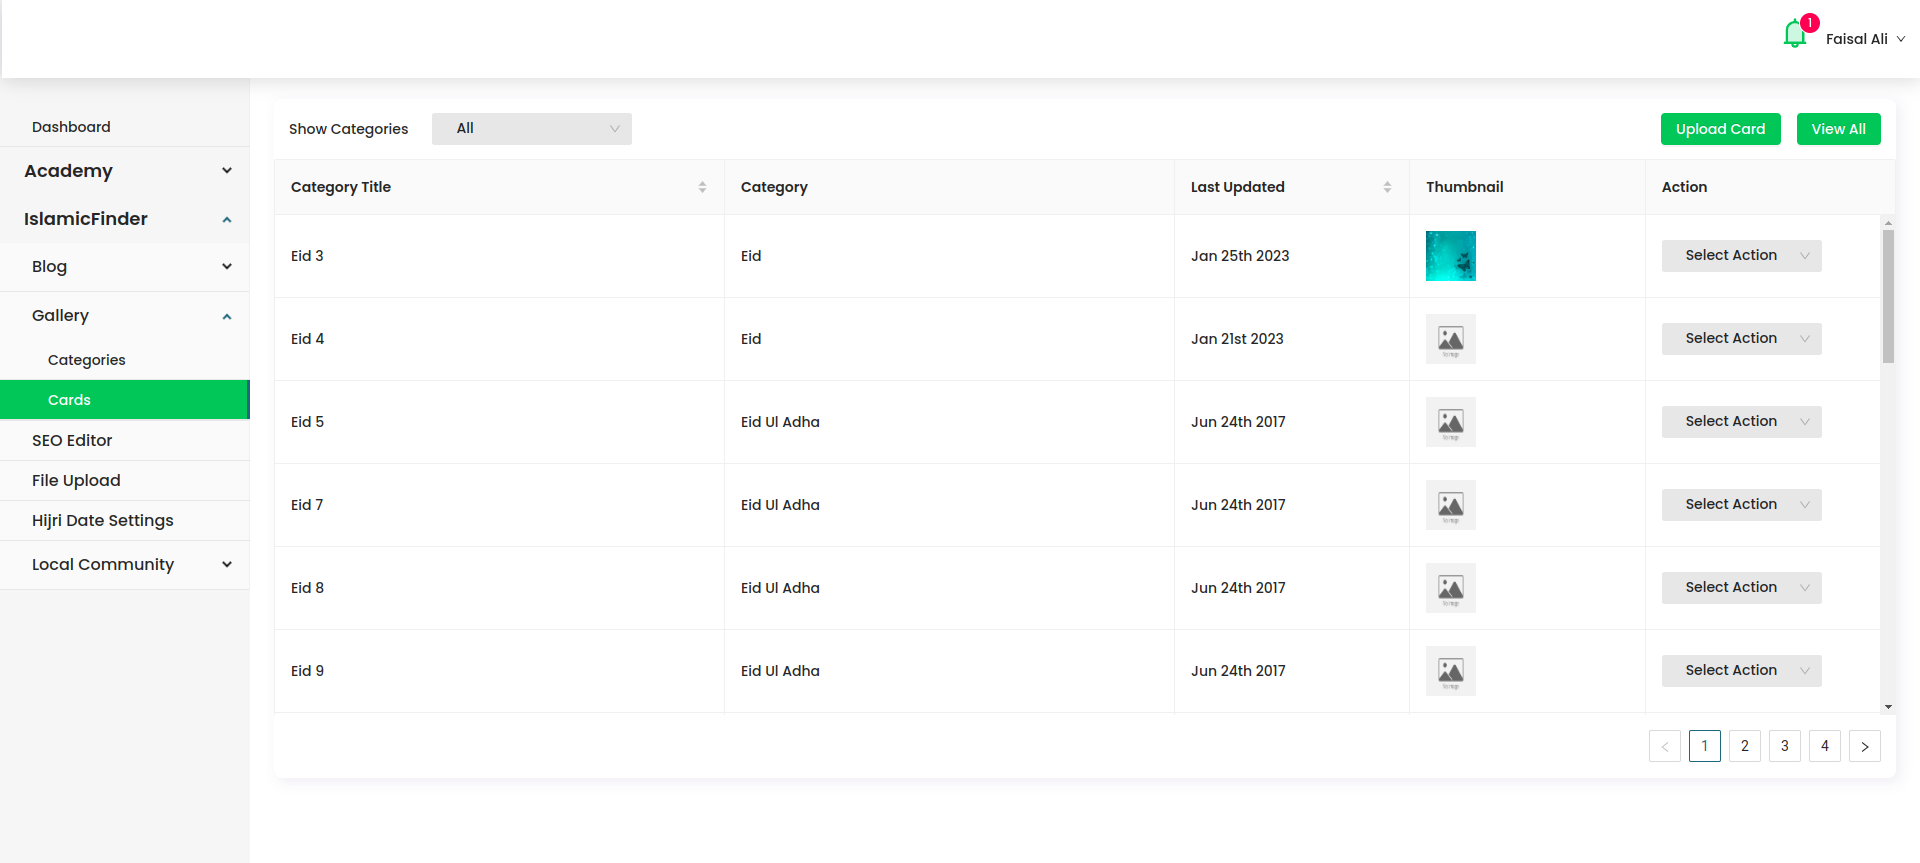 1
Faisal Ali
Dashboard
Academy
IslamicFinder
Blog
Gallery
Categories
Cards
SEO Editor
File Upload
Hijri Date Settings
Local Community
Show Categories All Upload Card View All
Category Title Category Last Updated Thumbnail Action
Eid 3 Eid Jan 25th 2023 Select Action
Eid 4 Eid Jan 21st 2023 Select Action
Eid 5 Eid Ul Adha Jun 24th 2017 Select Action
Eid 7 Eid Ul Adha Jun 24th 2017 Select Action
Eid 8 Eid Ul Adha Jun 24th 2017 Select Action
Eid 9 Eid Ul Adha Jun 24th 2017 Select Action
< 1 2 3 4 >